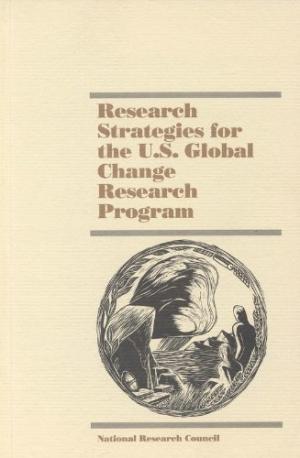 Research
Strategies for
the U.S. Global
Change
Research
Program
National Research Council